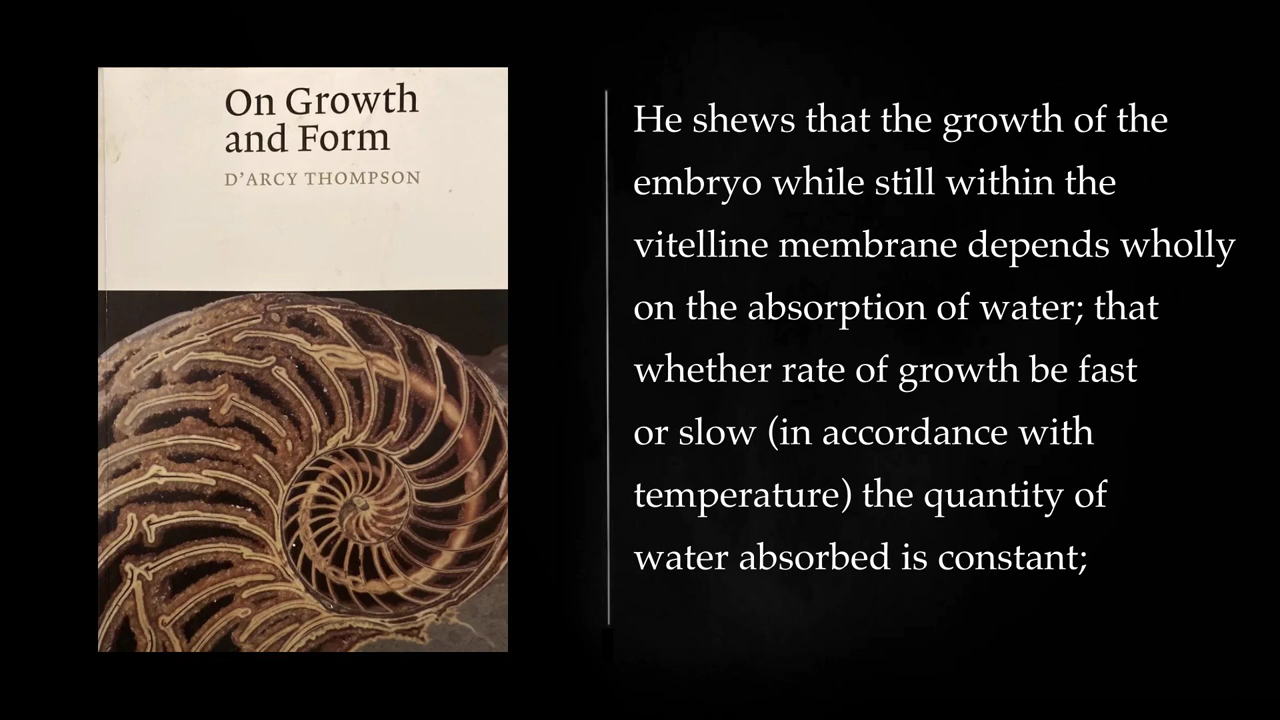 On Growth
and Form
D'ARCY THOMPSON
He shews that the growth of the
embryo while still within the
vitelline membrane depends wholly
on the absorption of water; that
whether rate of growth be fast
or slow (in accordance with
temperature) the quantity of
water absorbed is constant;